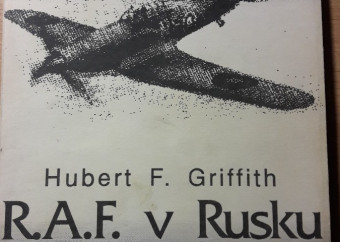 Hubert F. Griffith
R.A.F. v Rusku